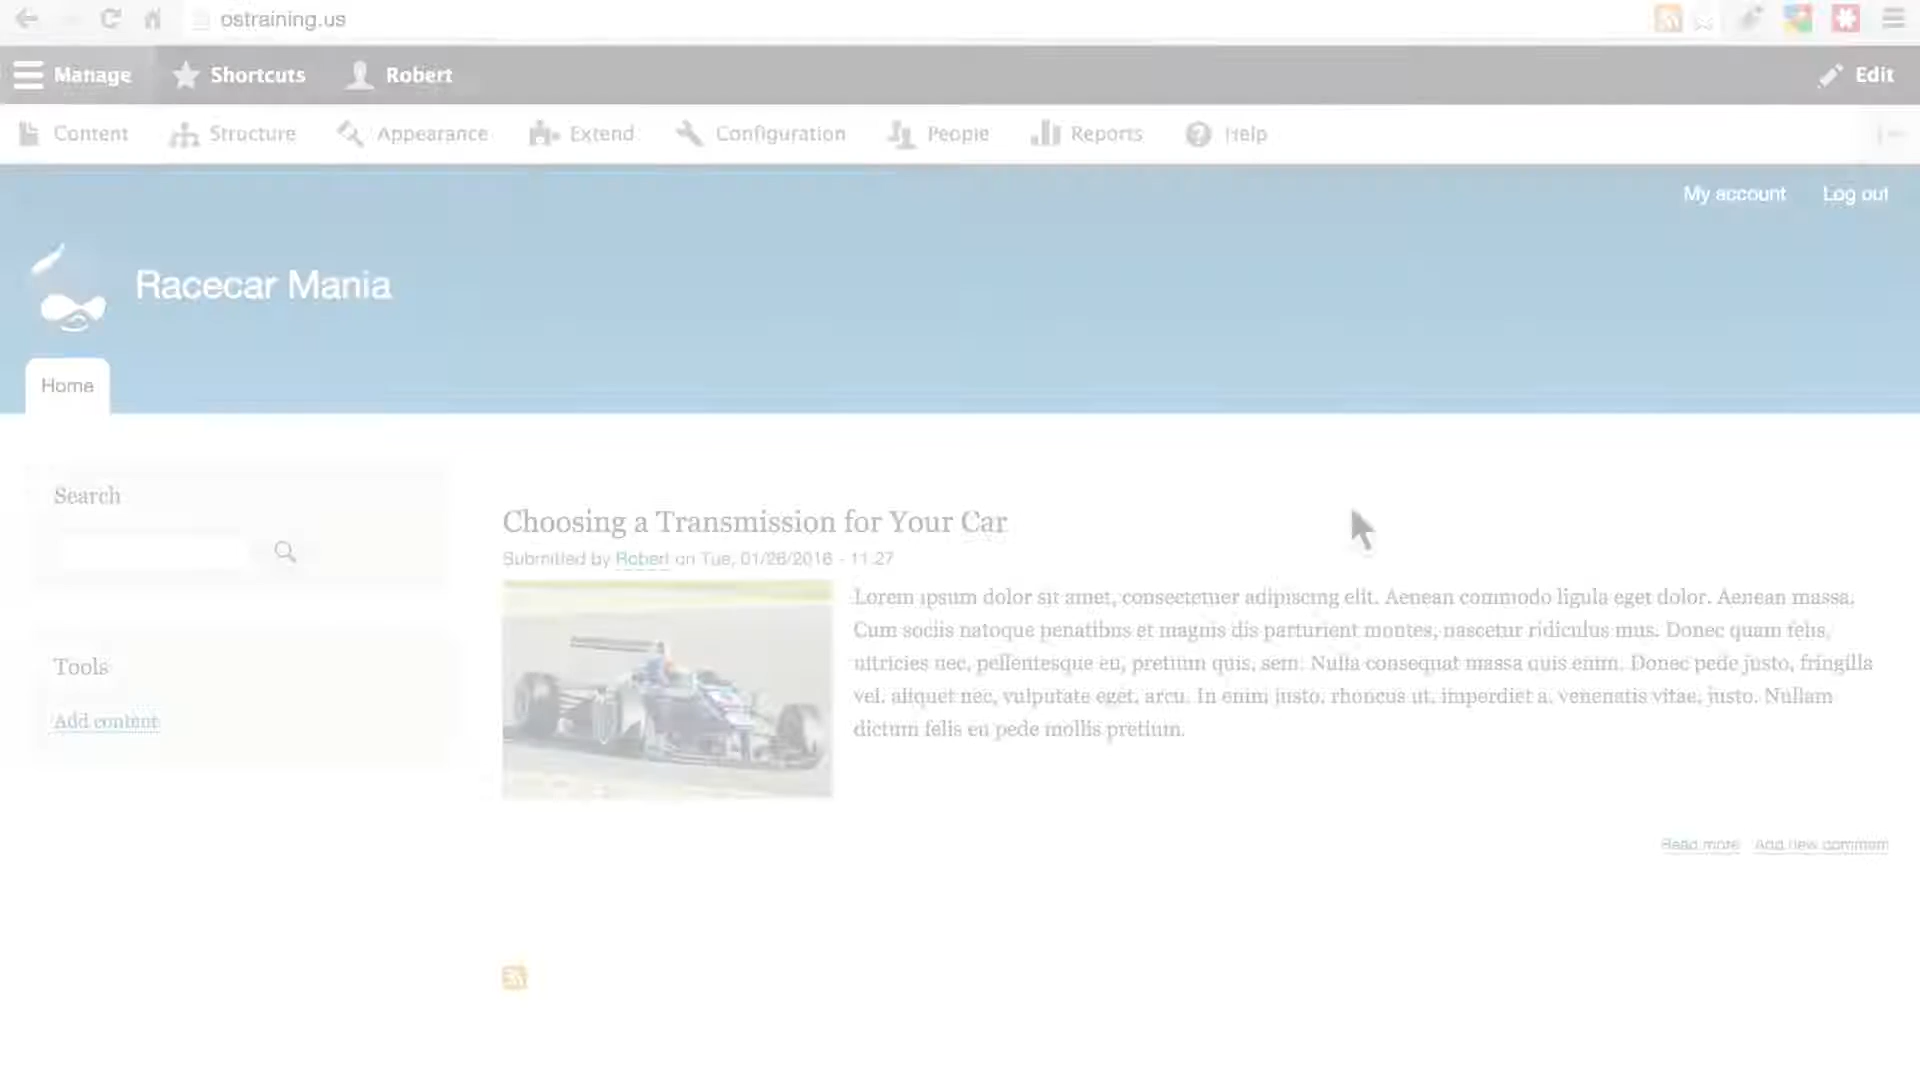 ostraining.us
Manage Shortcuts Robert Edit
Content Structure Appearance Extend Configuration People Reports Help
My account Log out
Racecar Mania
Home
Search
Choosing a Transmission for Your Car
Submitted by Robert on Tue, 01/26/2016 - 11:27
Lorem ipsum dolor sit amet, consectetuer adipiscing elit. Aenean commodo ligula eget dolor. Aenean massa.
Cum sociis natoque penatibus et magnis dis parturient montes, nascetur ridiculus mus. Donec quam felis,
ultricies nec, pellentesque eu, pretium quis, sem. Nulla consequat massa quis enim. Donec pede justo, fringilla
vel, aliquet nec, vulputate eget, arcu. In enim justo, rhoncus ut, imperdiet a, venenatis vitae, justo. Nullam
dictum felis eu pede mollis pretium.
Tools
Add content
Read more Add new comment